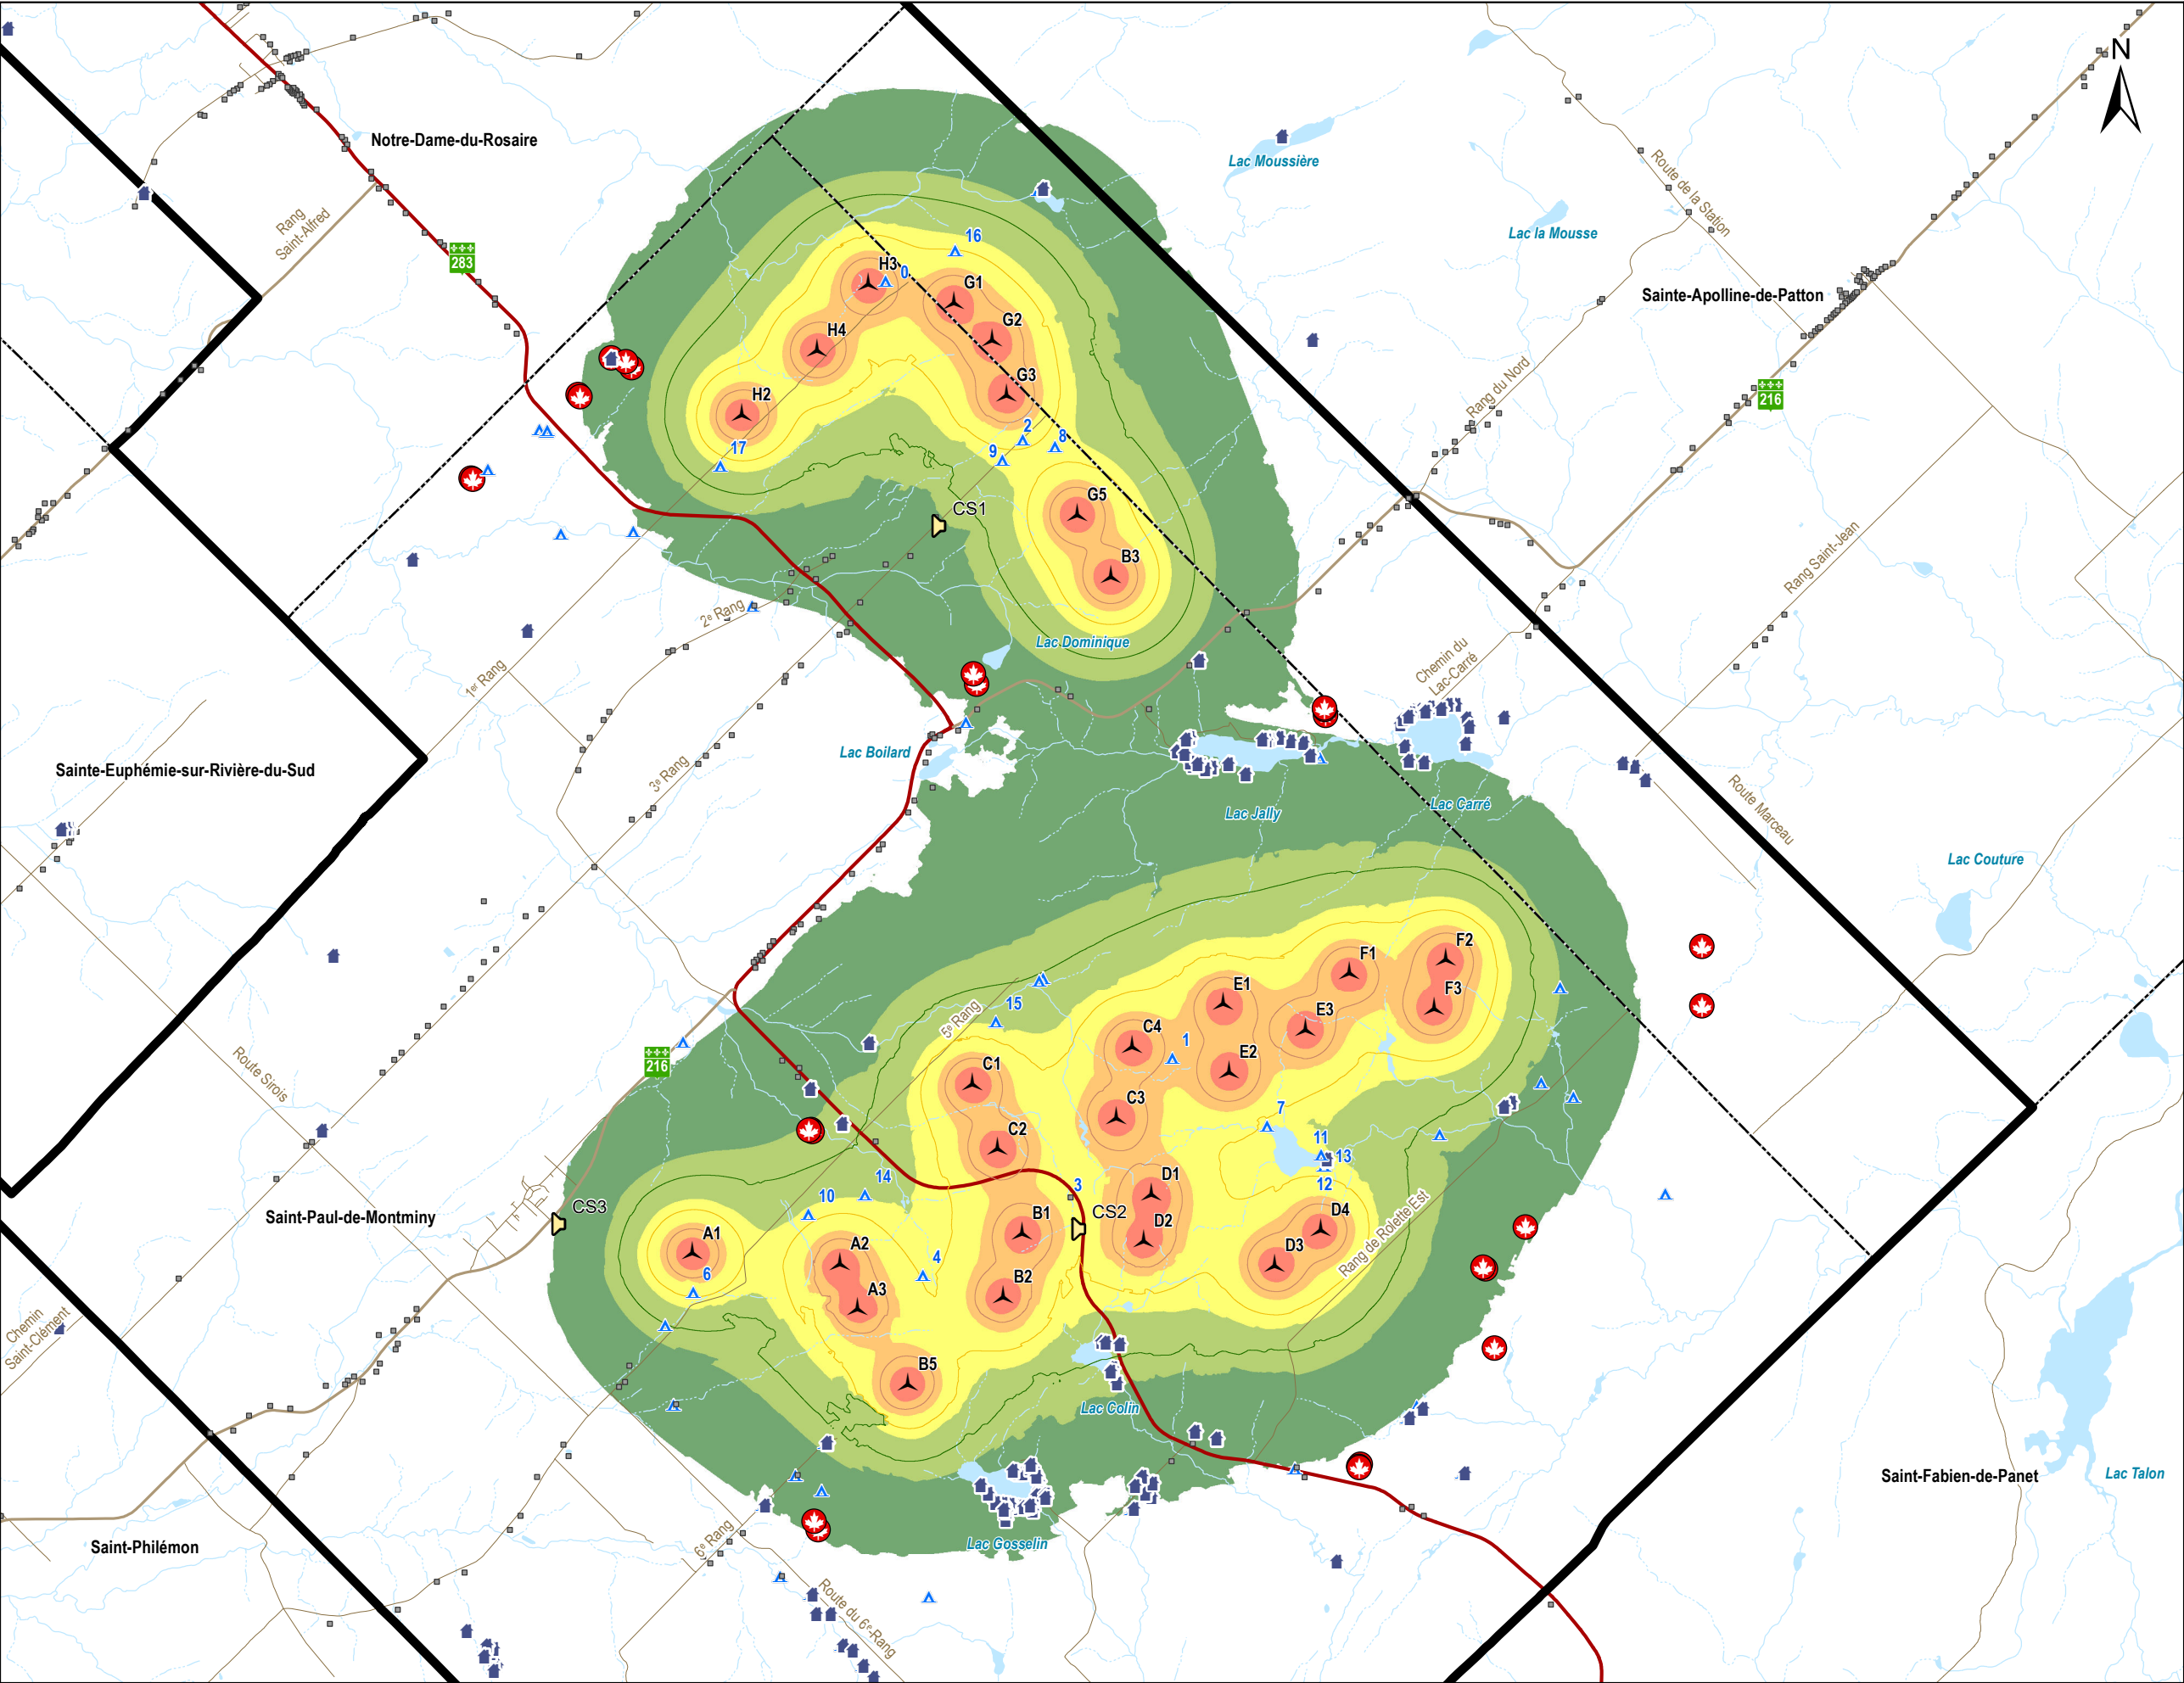 N
Notre-Dame-du-Rosaire
Lac Moussière
Route de la Station
Rang
Saint-Alfred
283
Lac la Mousse
16
H3
0
G1
Sainte-Apolline-de-Patton
H4
G2
G3
Rang du Nord
216
H2
17
2
8
9
G5
CS1
B3
Rang Saint-Jean
2e Rang
Lac Dominique
1er Rang
Chemin du
Lac-Carré
Lac Boilard
3e Rang
Sainte-Euphémie-sur-Rivière-du-Sud
Lac Jally
Lac Carré
Route Marceau
Lac Couture
F2
F1
E1
F3
15
5e Rang
E3
C4
1
E2
216
Route Sirois
C1
C3
7
C2
11
13
14
D1
3
12
10
CS3
Saint-Paul-de-Montminy
B1
CS2
D2
D4
A1
A2
4
D3
Rang de Rolette Est
6
A3
B2
Chemin
Saint-Clément
B5
Lac Colin
Saint-Fabien-de-Panet
Lac Talon
Saint-Philémon
6e Rang
Lac Gosselin
Route du 6e-Rang